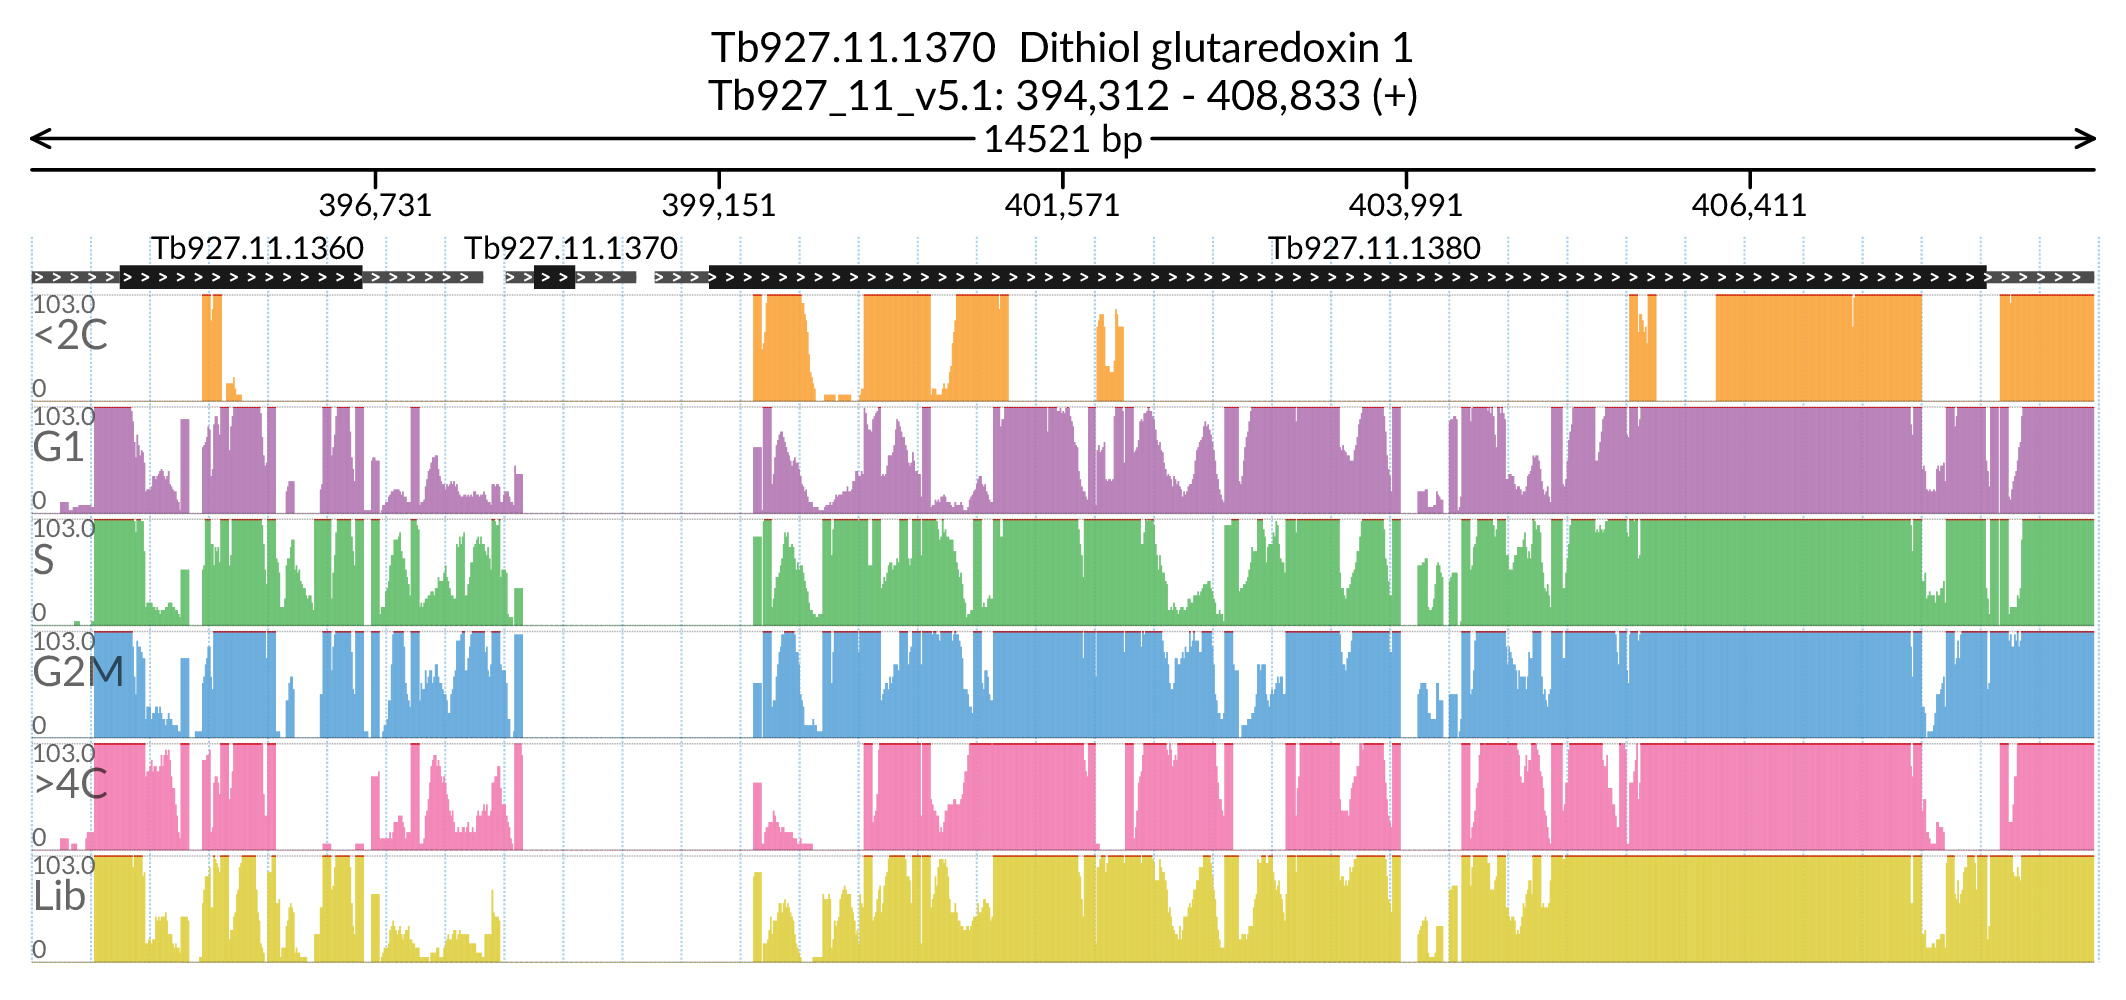 Tb927.11.1370  Dithiol glutaredoxin 1
Tb927_11_v5.1: 394,312 - 408,833 (+)
14521 bp
396,731 399,151 401,571 403,991 406,411
Tb927.11.1360 Tb927.11.1370 Tb927.11.1380
103.0
<2C
0
103.0
G1
0
103.0
S
0
103.0
G2M
0
103.0
>4C
0
103.0
Lib
0